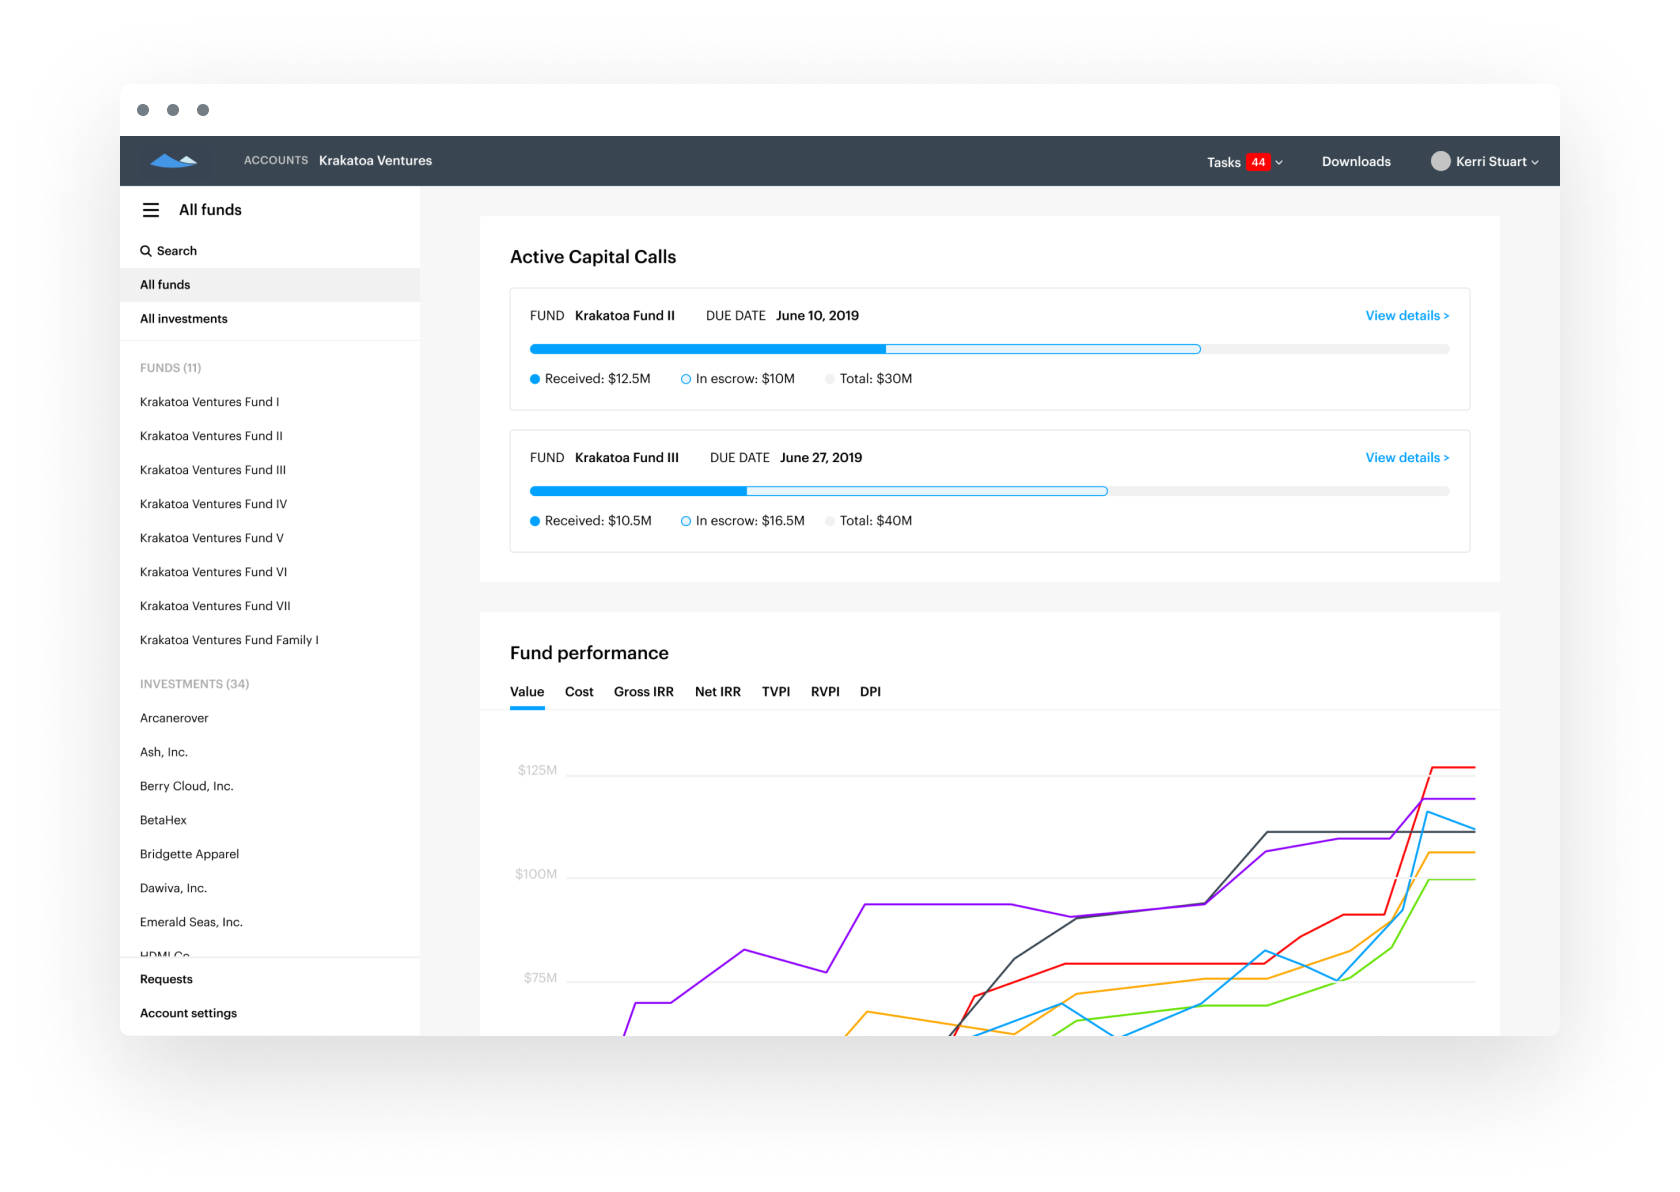 ACCOUNTS Krakatoa Ventures Tasks 44 Downloads Kerri Stuart
All funds
Search
All funds
All investments
FUNDS (11)
Krakatoa Ventures Fund I
Krakatoa Ventures Fund II
Krakatoa Ventures Fund III
Krakatoa Ventures Fund IV
Krakatoa Ventures Fund V
Krakatoa Ventures Fund VI
Krakatoa Ventures Fund VII
Krakatoa Ventures Fund Family I
INVESTMENTS (34)
Arcanerover
Ash, Inc.
Berry Cloud, Inc.
BetaHex
Bridgette Apparel
Dawiva, Inc.
Emerald Seas, Inc.
Requests
Account settings
Active Capital Calls
FUND Krakatoa Fund II DUE DATE June 10, 2019 View details >
Received: $12.5M In escrow: $10M Total: $30M
FUND Krakatoa Fund III DUE DATE June 27, 2019 View details >
Received: $10.5M In escrow: $16.5M Total: $40M
Fund performance
Value Cost Gross IRR Net IRR TVPI RVPI DPI
$125M
$100M
$75M